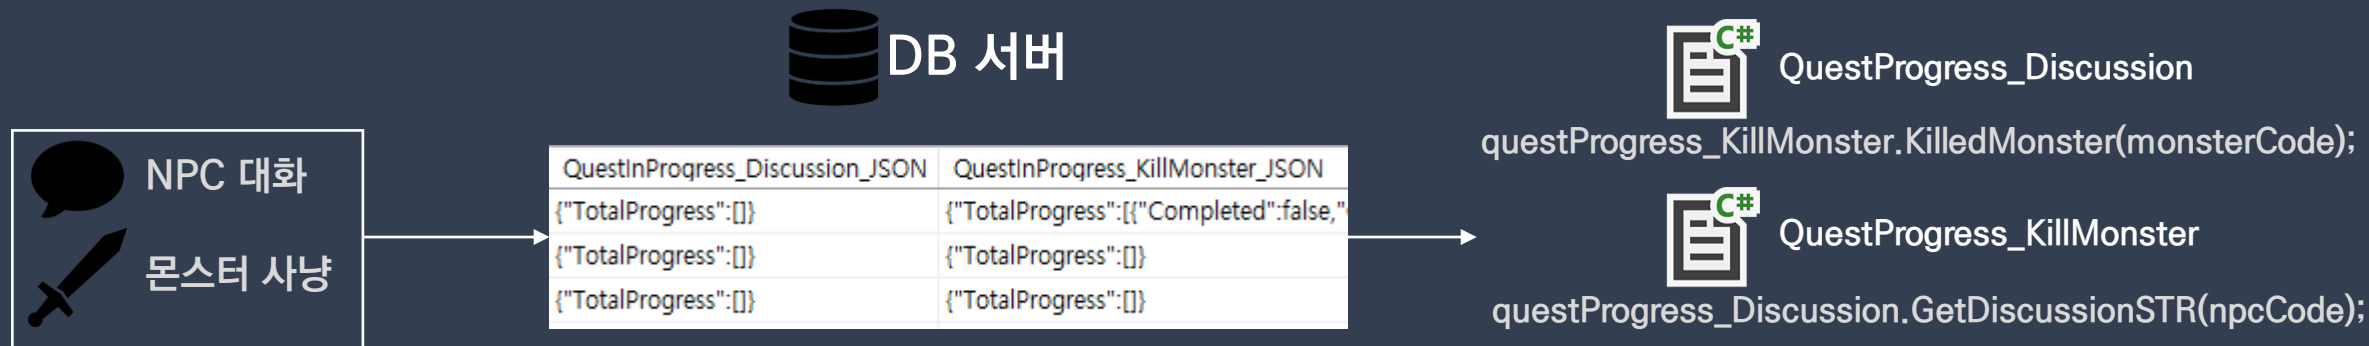 DB 서버
NPC 대화
몬스터 사냥
QuestInProgress_Discussion_JSON QuestInProgress_KillMonster_JSON
{"TotalProgress":[]} {"TotalProgress":[{"Completed":false,"
{"TotalProgress":[]} {"TotalProgress":[]}
{"TotalProgress":[]} {"TotalProgress":[]}
C#
QuestProgress_Discussion
questProgress_KillMonster.KilledMonster(monsterCode);
C#
QuestProgress_KillMonster
questProgress_Discussion.GetDiscussionSTR(npcCode);